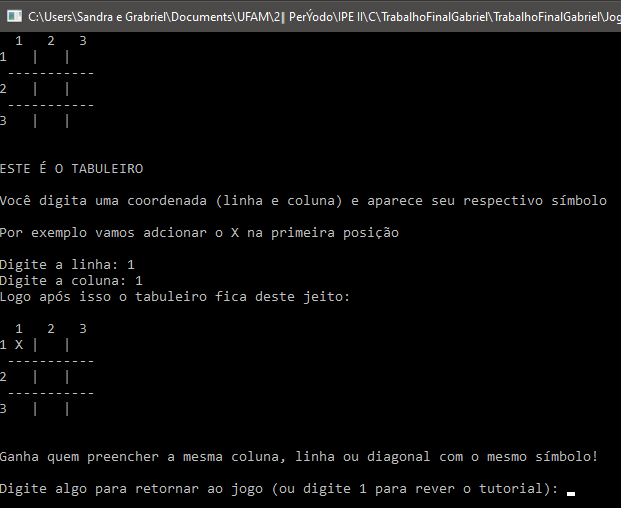 C:\Users\Sandra e Grabriel\Documents\UFAM\2‖ PerÝodo\IPE II\C\TrabalhoFinalGabriel\TrabalhoFinalGabriel\Jog
1   2   3
1   |   |
-----------
2   |   |
-----------
3   |   |
ESTE É O TABULEIRO
Você digita uma coordenada (linha e coluna) e aparece seu respectivo símbolo
Por exemplo vamos adcionar o X na primeira posição
Digite a linha: 1
Digite a coluna: 1
Logo após isso o tabuleiro fica deste jeito:
1   2   3
1 X |   |
-----------
2   |   |
-----------
3   |   |
Ganha quem preencher a mesma coluna, linha ou diagonal com o mesmo símbolo!
Digite algo para retornar ao jogo (ou digite 1 para rever o tutorial):